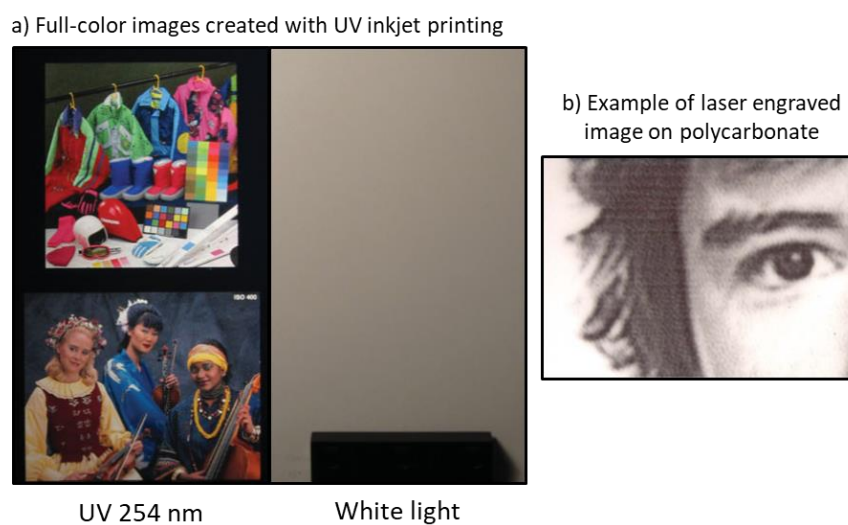 a) Full-color images created with UV inkjet printing
b) Example of laser engraved
image on polycarbonate
ISO 400
UV 254 nm
White light